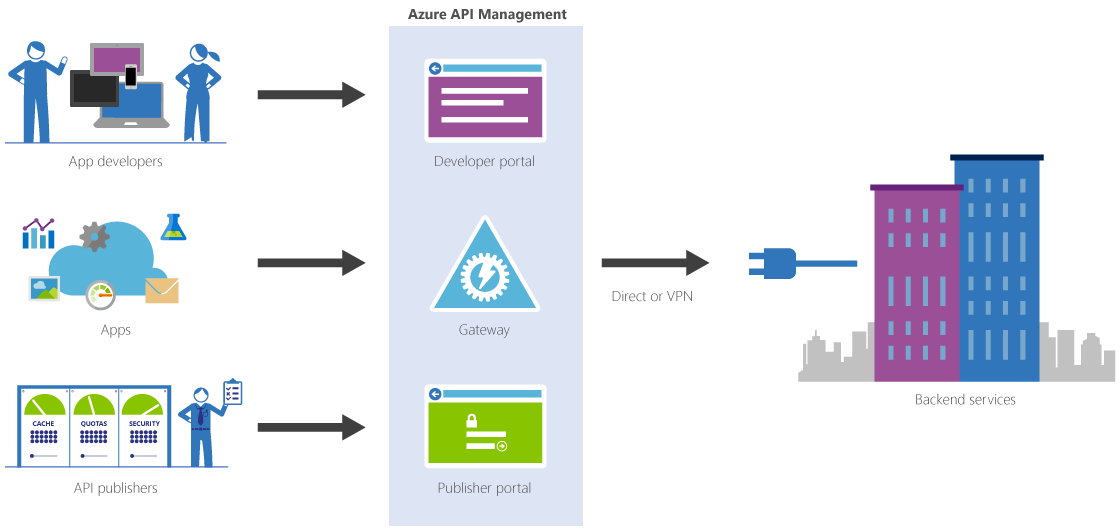 Azure API Management
App developers
Developer portal
Apps
Gateway
Direct or VPN
Backend services
CACHE
QUOTAS
SECURITY
API publishers
Publisher portal